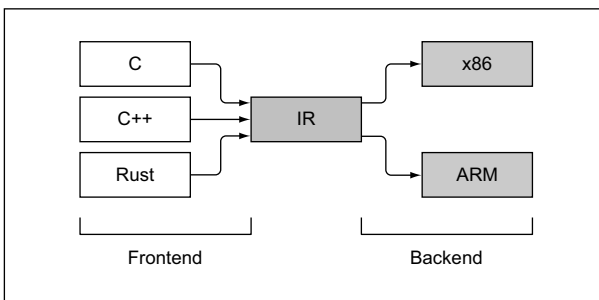 C
C++
Rust
IR
x86
ARM
Frontend
Backend